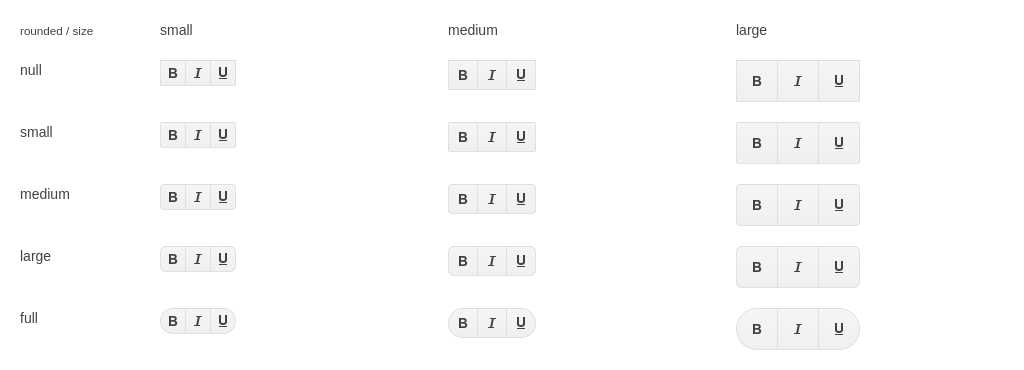 rounded / size small medium large
null B I U B I U B I U
small B I U B I U B I U
medium B I U B I U B I U
large B I U B I U B I U
full B I U B I U B I U